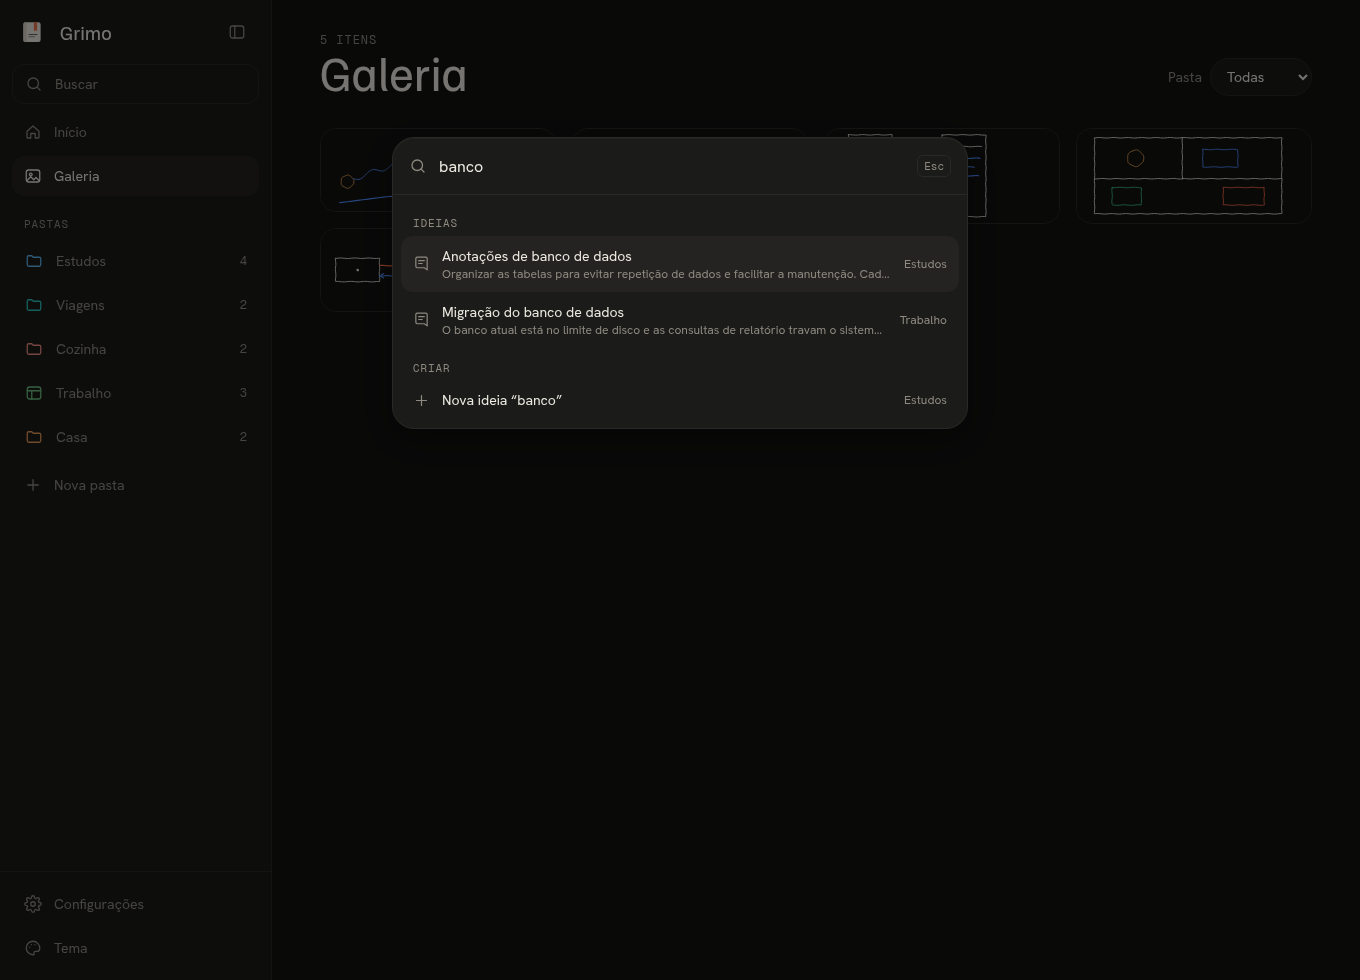 Grimo
Buscar
Início
Galeria
PASTAS
Estudos 4
Viagens 2
Cozinha 2
Trabalho 3
Casa 2
Nova pasta
Configurações
Tema
5 ITENS
Galeria
Pasta Todas
banco Esc
IDEIAS
Anotações de banco de dados
Organizar as tabelas para evitar repetição de dados e facilitar a manutenção. Cad…
Estudos
Migração do banco de dados
O banco atual está no limite de disco e as consultas de relatório travam o sistem…
Trabalho
CRIAR
Nova ideia “banco” Estudos